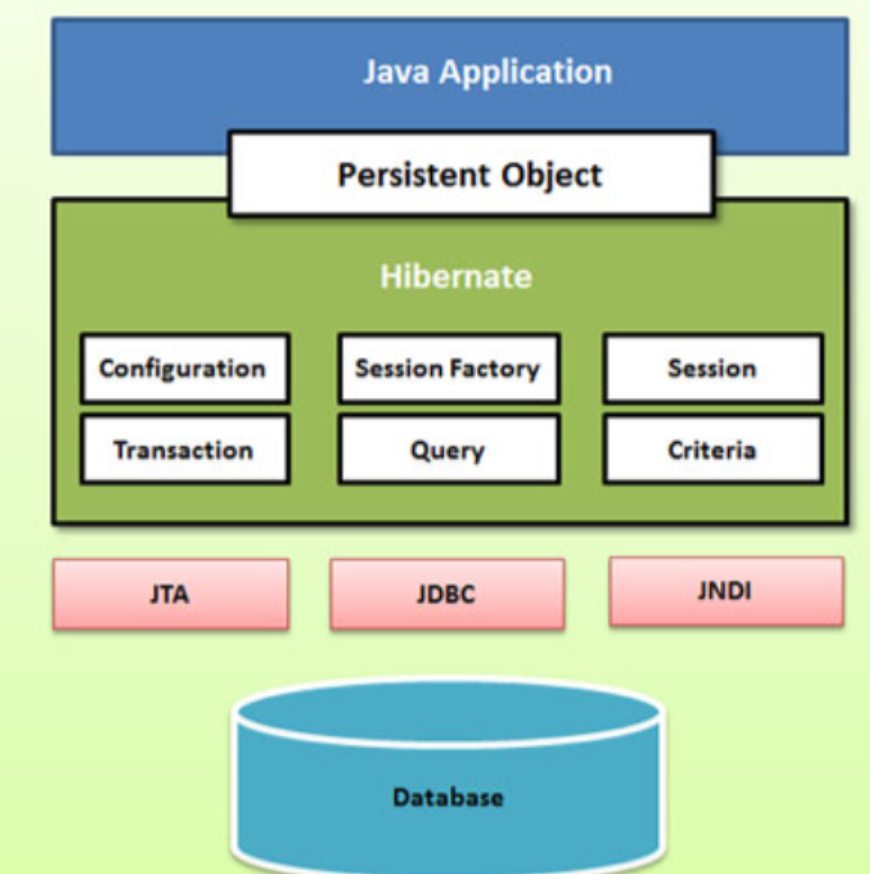 Java Application
Persistent Object
Hibernate
Configuration
Session Factory
Session
Transaction
Query
Criteria
JTA
JDBC
JNDI
Database